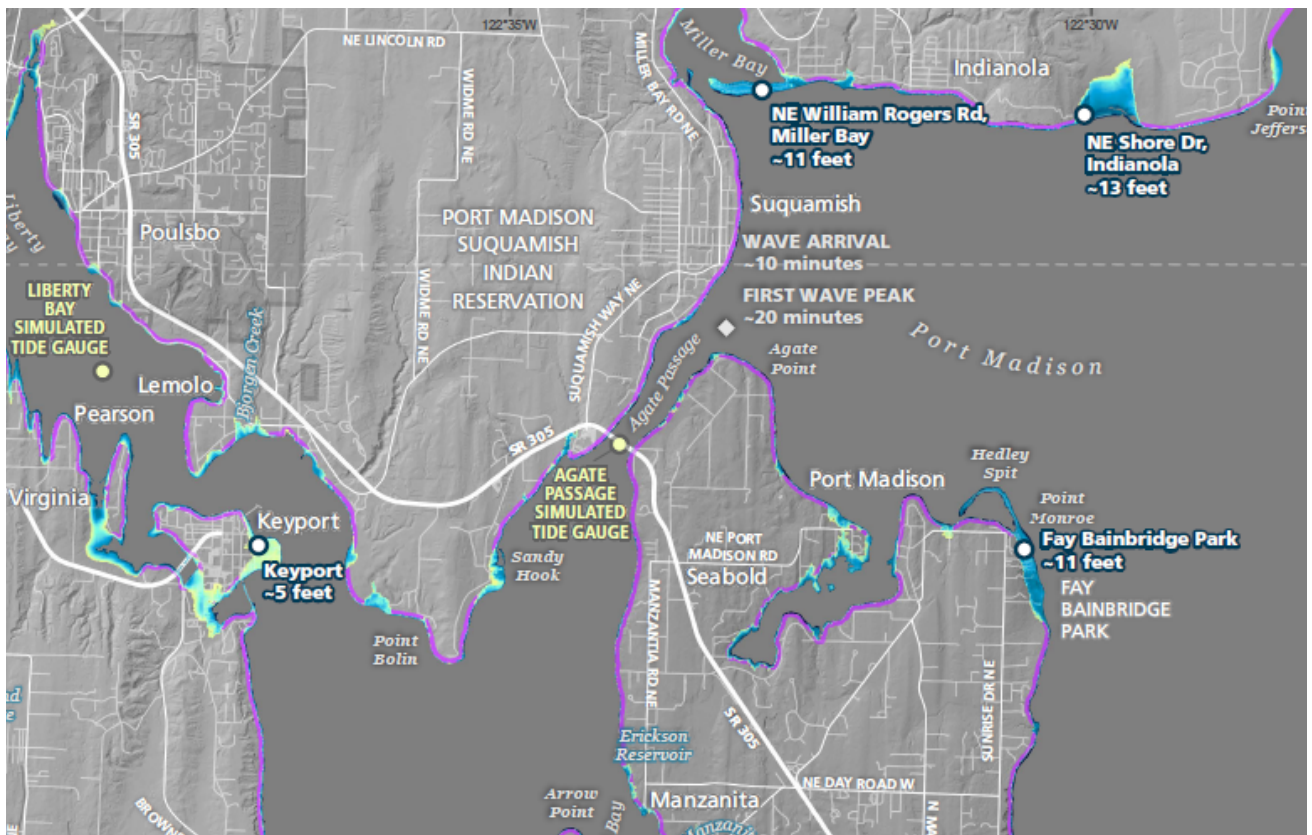 122°35'W
122°30'W
NE LINCOLN RD
Miller Bay
Indianola
MILLER BAY RD NE
WIDME RD NE
SR 305
NE William Rogers Rd,
Miller Bay
~11 feet
NE Shore Dr,
Indianola
~13 feet
Point
Liberty
Poulsbo
PORT MADISON
SUQUAMISH
INDIAN
RESERVATION
Suquamish
WAVE ARRIVAL
~10 minutes
FIRST WAVE PEAK
~20 minutes
WIDME RD NE
SUQUAMISH WAY NE
LIBERTY
BAY
SIMULATED
TIDE GAUGE
Bjorgen Creek
Agate Passage
Agate
Point
Port Madison
Lemolo
Pearson
SR 305
AGATE
PASSAGE
SIMULATED
TIDE GAUGE
Port Madison
Hedley
Spit
Point
Monroe
Virginia
Keyport
Keyport
~5 feet
Sandy
Hook
NE PORT
MADISON RD
Seabold
Fay Bainbridge Park
~11 feet
FAY
BAINBRIDGE
PARK
MANZANTIA RD NE
Point
Bolin
SR 305
SUNRISE DR NE
Erickson
Reservoir
NE DAY ROAD W
Arrow
Point
Bay
Manzanita